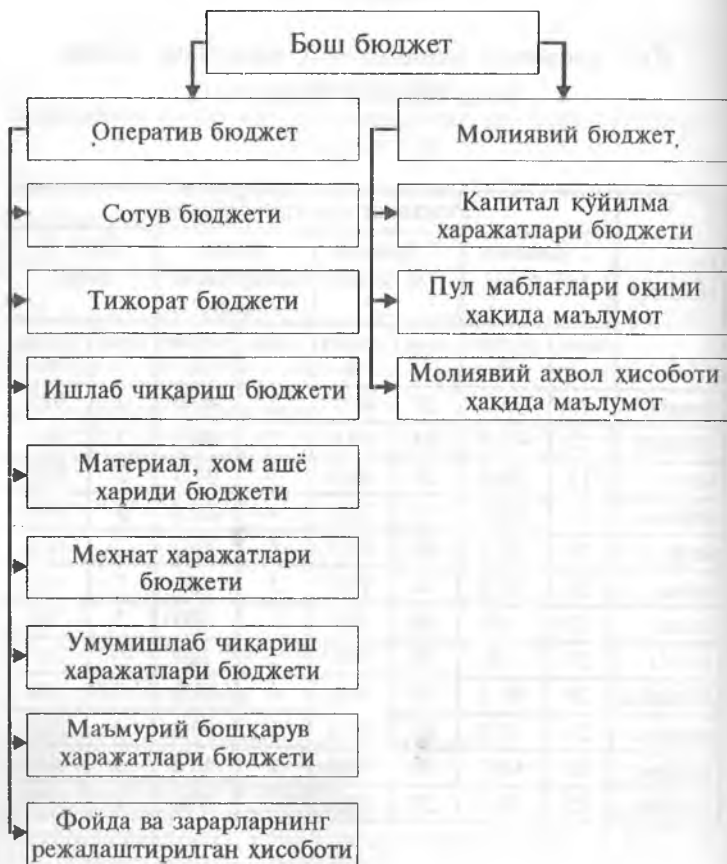 Бош бюджет
Оператив бюджет
Сотув бюджети
Тижорат бюджети
Ишлаб чиқариш бюджети
Материал, хом ашё
хариди бюджети
Меҳнат харажатлари
бюджети
Умумишлаб чиқариш
харажатлари бюджети
Маъмурий бошқарув
харажатлари бюджети
Фойда ва зарарларнинг
режалаштирилган ҳисоботи
Молиявий бюджет
Капитал қўйилма
харажатлари бюджети
Пул маблағлари оқими
ҳақида маълумот
Молиявий аҳвол ҳисоботи
ҳақида маълумот